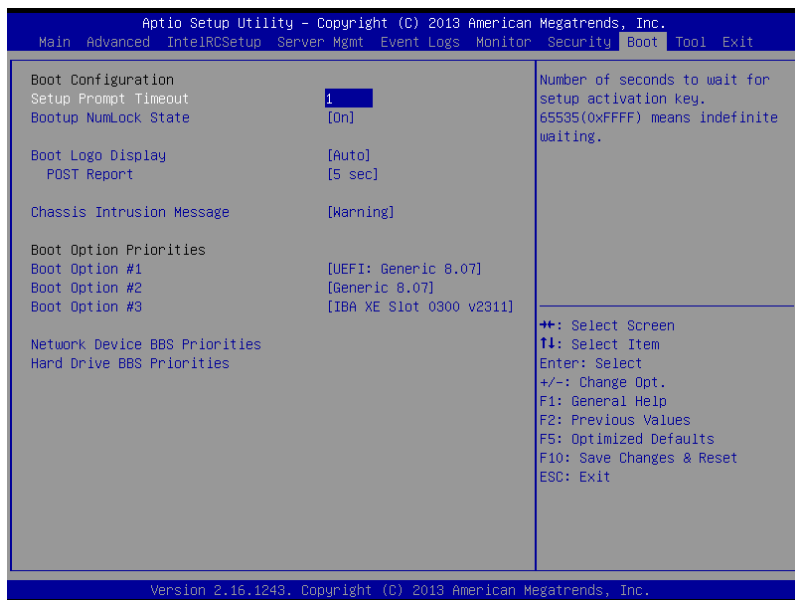 Aptio Setup Utility – Copyright (C) 2013 American Megatrends, Inc.
Main Advanced IntelRCSetup Server Mgmt Event Logs Monitor Security Boot Tool Exit
Boot Configuration
Setup Prompt Timeout 1
Bootup NumLock State [On]
Boot Logo Display [Auto]
POST Report [5 sec]
Chassis Intrusion Message [Warning]
Boot Option Priorities
Boot Option #1 [UEFI: Generic 8.07]
Boot Option #2 [Generic 8.07]
Boot Option #3 [IBA XE Slot 0300 v2311]
Network Device BBS Priorities
Hard Drive BBS Priorities
Number of seconds to wait for
setup activation key.
65535(0xFFFF) means indefinite
waiting.
→←: Select Screen
↑↓: Select Item
Enter: Select
+/-: Change Opt.
F1: General Help
F2: Previous Values
F5: Optimized Defaults
F10: Save Changes & Reset
ESC: Exit
Version 2.16.1243. Copyright (C) 2013 American Megatrends, Inc.